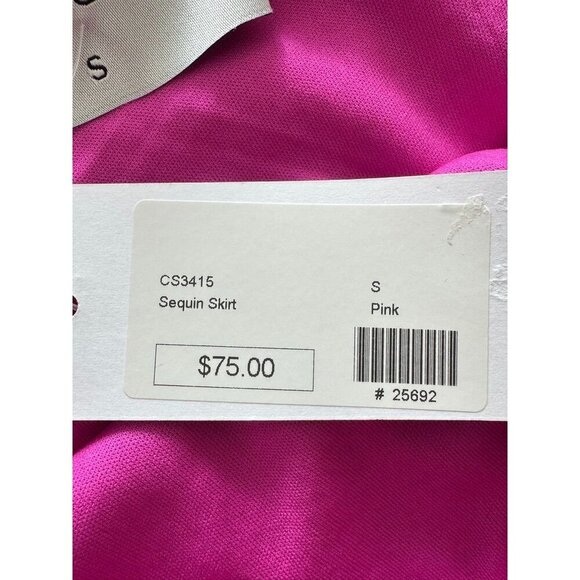 S
CS3415
Sequin Skirt
S
Pink
$75.00
# 25692